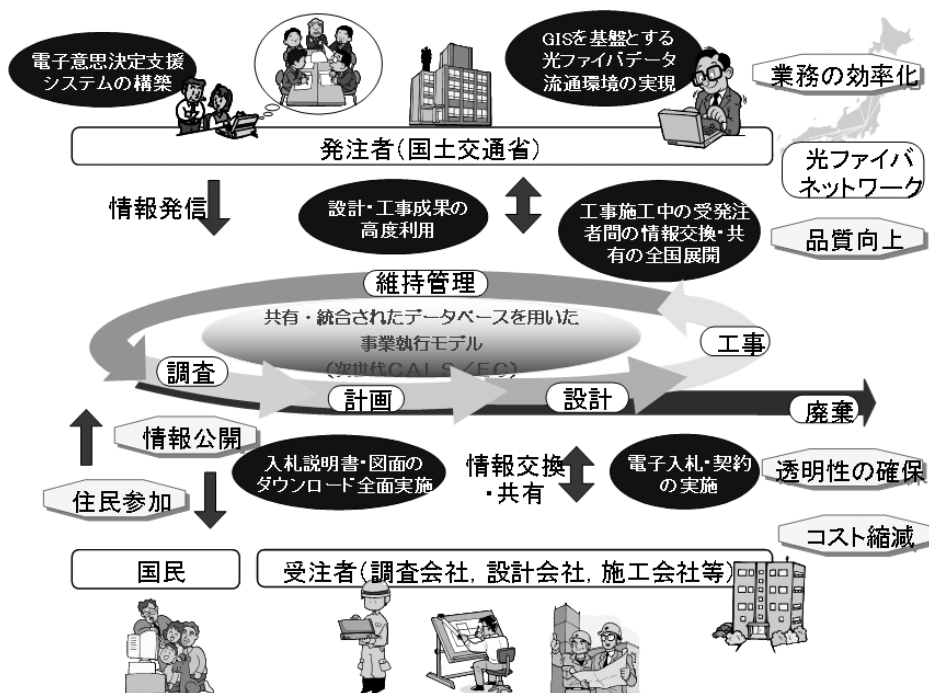 電子意思決定支援
システムの構築
GISを基盤とする
光ファイバデータ
流通環境の実現
業務の効率化
発注者(国土交通省)
光ファイバ
ネットワーク
情報発信
設計・工事成果の
高度利用
工事施工中の受発注
者間の情報交換・共
有の全国展開
品質向上
維持管理
共有・統合されたデータベースを用いた
事業執行モデル
(次世代CALS/EC)
工事
調査
計画
設計
廃棄
情報公開
入札説明書・図面の
ダウンロード全面実施
情報交換
・共有
電子入札・契約
の実施
透明性の確保
住民参加
コスト縮減
国民
受注者(調査会社,設計会社,施工会社等)